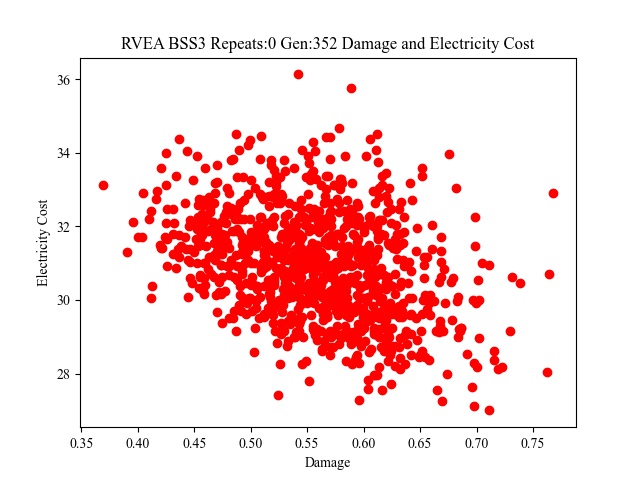 RVEA BSS3 Repeats:0 Gen:352 Damage and Electricity Cost
36
34
32
30
28
Electricity Cost
0.35 0.40 0.45 0.50 0.55 0.60 0.65 0.70 0.75
Damage